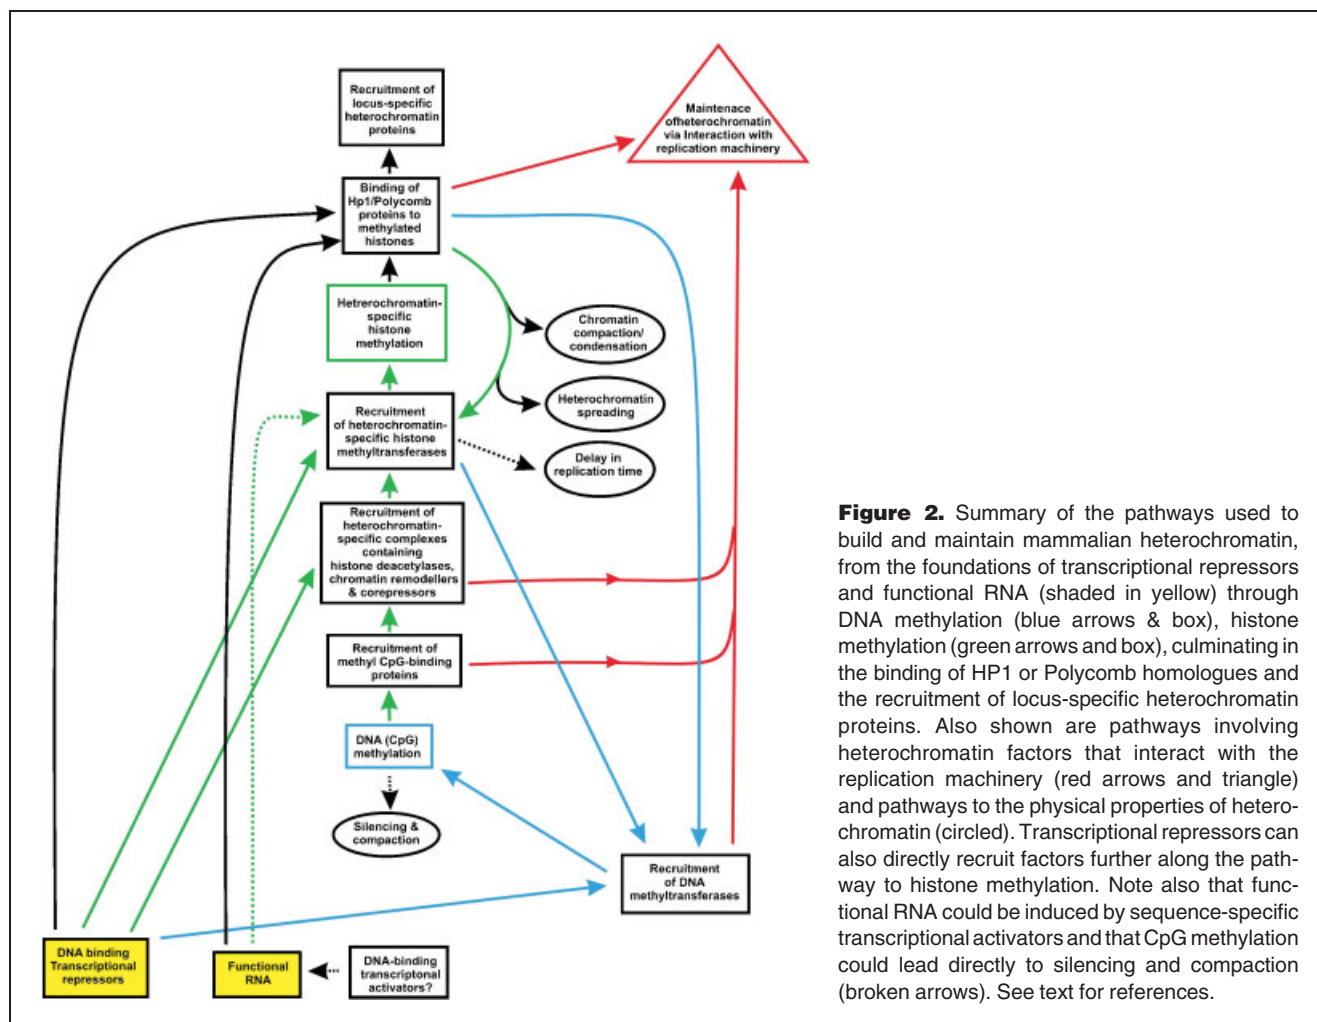 Recruitment of
locus-specific
heterochromatin
proteins
Maintenace
ofheterochromatin
via Interaction with
replication machinery
Binding of
Hp1/Polycomb
proteins to
methylated
histones
Hetrerochromatin-
specific
histone
methylation
Chromatin
compaction/
condensation
Heterochromatin
spreading
Recruitment
of heterochromatin-
specific histone
methyltransferases
Delay in
replication time
Recruitment of
heterochromatin-
specific complexes
containing
histone deacetylases,
chromatin remodellers
& corepressors
Recruitment of
methyl CpG-binding
proteins
DNA (CpG)
methylation
Silencing &
compaction
Recruitment
of DNA
methyltransferases
DNA binding
Transcriptional
repressors
Functional
RNA
DNA-binding
transcriptonal
activators?
Figure 2. Summary of the pathways used to
build and maintain mammalian heterochromatin,
from the foundations of transcriptional repressors
and functional RNA (shaded in yellow) through
DNA methylation (blue arrows & box), histone
methylation (green arrows and box), culminating in
the binding of HP1 or Polycomb homologues and
the recruitment of locus-specific heterochromatin
proteins. Also shown are pathways involving
heterochromatin factors that interact with the
replication machinery (red arrows and triangle)
and pathways to the physical properties of hetero-
chromatin (circled). Transcriptional repressors can
also directly recruit factors further along the path-
way to histone methylation. Note also that func-
tional RNA could be induced by sequence-specific
transcriptional activators and that CpG methylation
could lead directly to silencing and compaction
(broken arrows). See text for references.